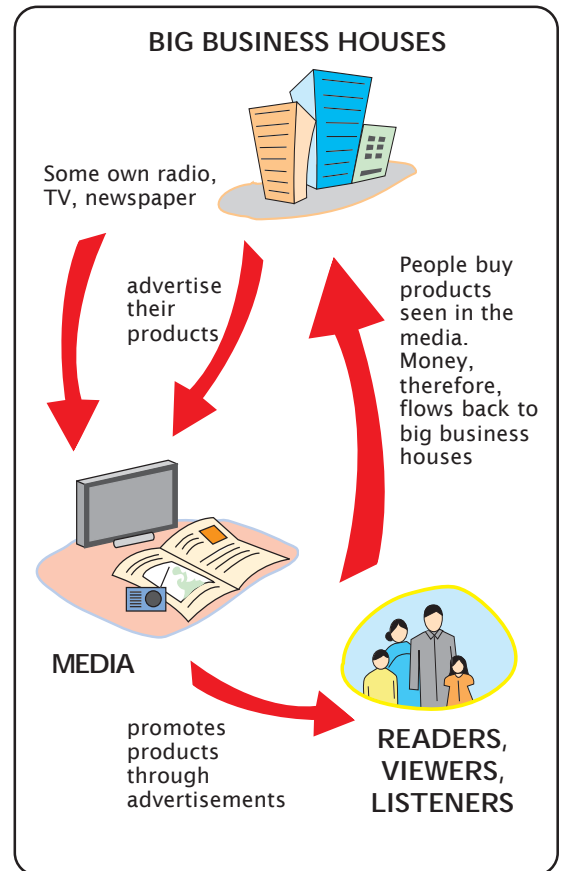 BIG BUSINESS HOUSES
Some own radio,
TV, newspaper
advertise
their
products
People buy
products
seen in the
media.
Money,
therefore,
flows back to
big business
houses
MEDIA
promotes
products
through
advertisements
READERS,
VIEWERS,
LISTENERS